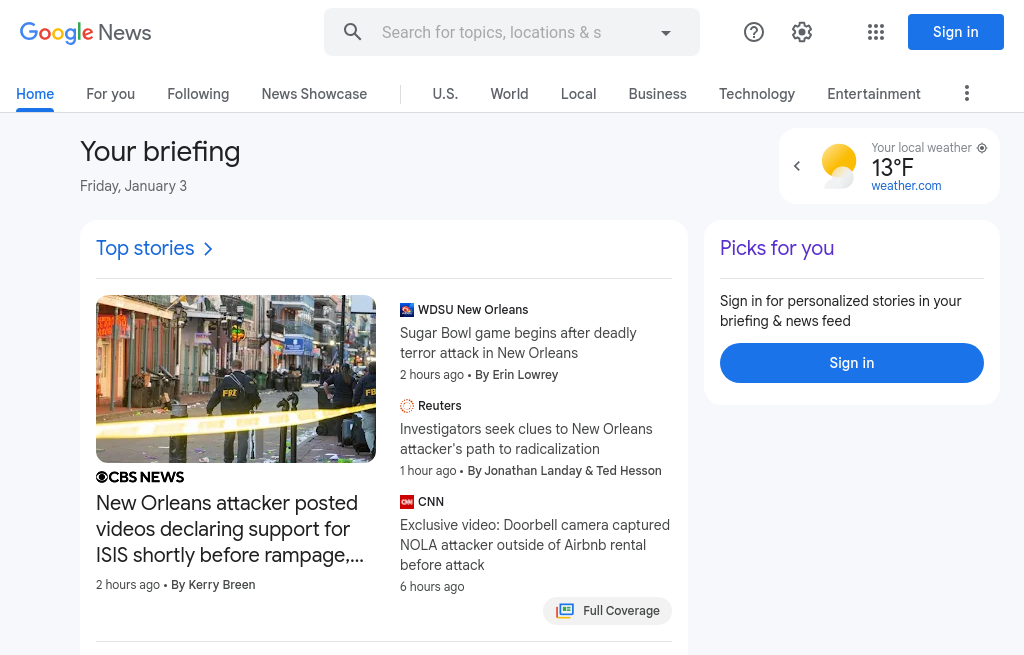 Google News
Search for topics, locations & s
Sign in
Home
For you
Following
News Showcase
U.S.
World
Local
Business
Technology
Entertainment
Your briefing
Friday, January 3
Your local weather
13°F
weather.com
Top stories
FBI
FB
CBS NEWS
New Orleans attacker posted
videos declaring support for
ISIS shortly before rampage,...
2 hours ago • By Kerry Breen
WDSU New Orleans
Sugar Bowl game begins after deadly
terror attack in New Orleans
2 hours ago • By Erin Lowrey
Reuters
Investigators seek clues to New Orleans
attacker's path to radicalization
1 hour ago • By Jonathan Landay & Ted Hesson
CNN
CNN
Exclusive video: Doorbell camera captured
NOLA attacker outside of Airbnb rental
before attack
6 hours ago
Full Coverage
Picks for you
Sign in for personalized stories in your
briefing & news feed
Sign in